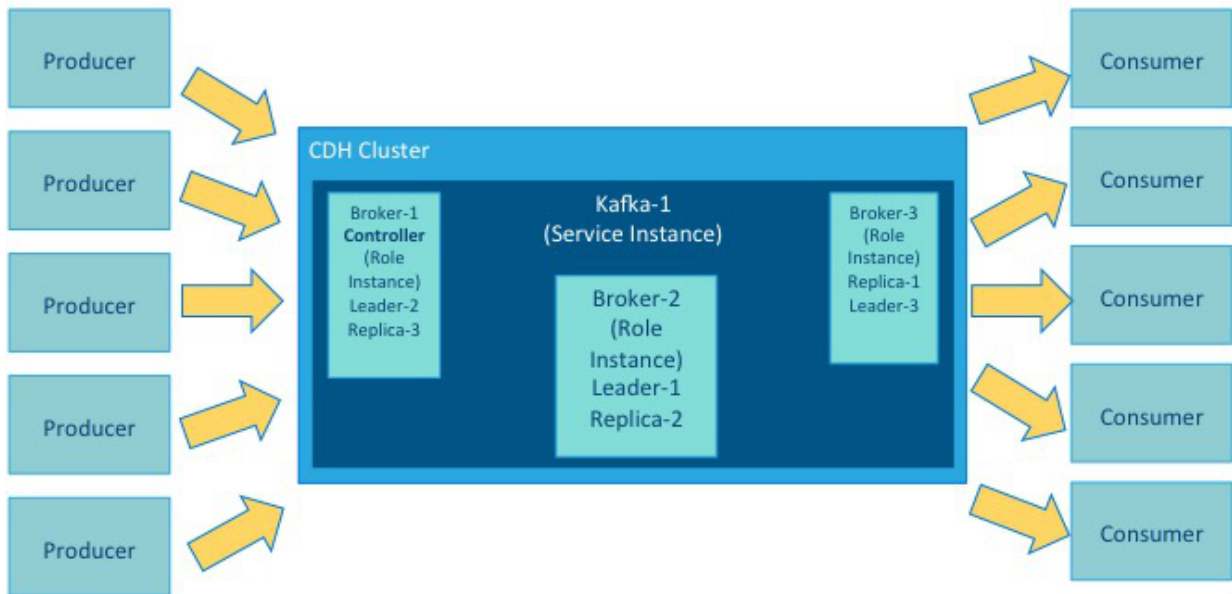 Producer
Producer
Producer
Producer
Producer
CDH Cluster
Kafka-1
(Service Instance)
Broker-1
Controller
(Role
Instance)
Leader-2
Replica-3
Broker-2
(Role
Instance)
Leader-1
Replica-2
Broker-3
(Role
Instance)
Replica-1
Leader-3
Consumer
Consumer
Consumer
Consumer
Consumer